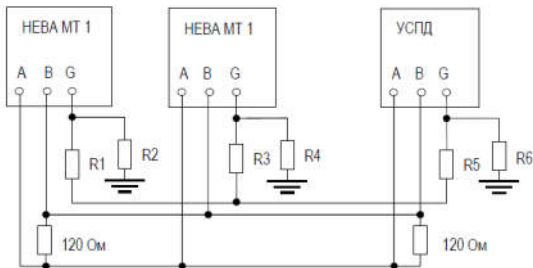 НЕВА МТ 1
НЕВА МТ 1
УСПД
A B G
A B G
A B G
R1
R2
R3
R4
R5
R6
120 Ом
120 Ом